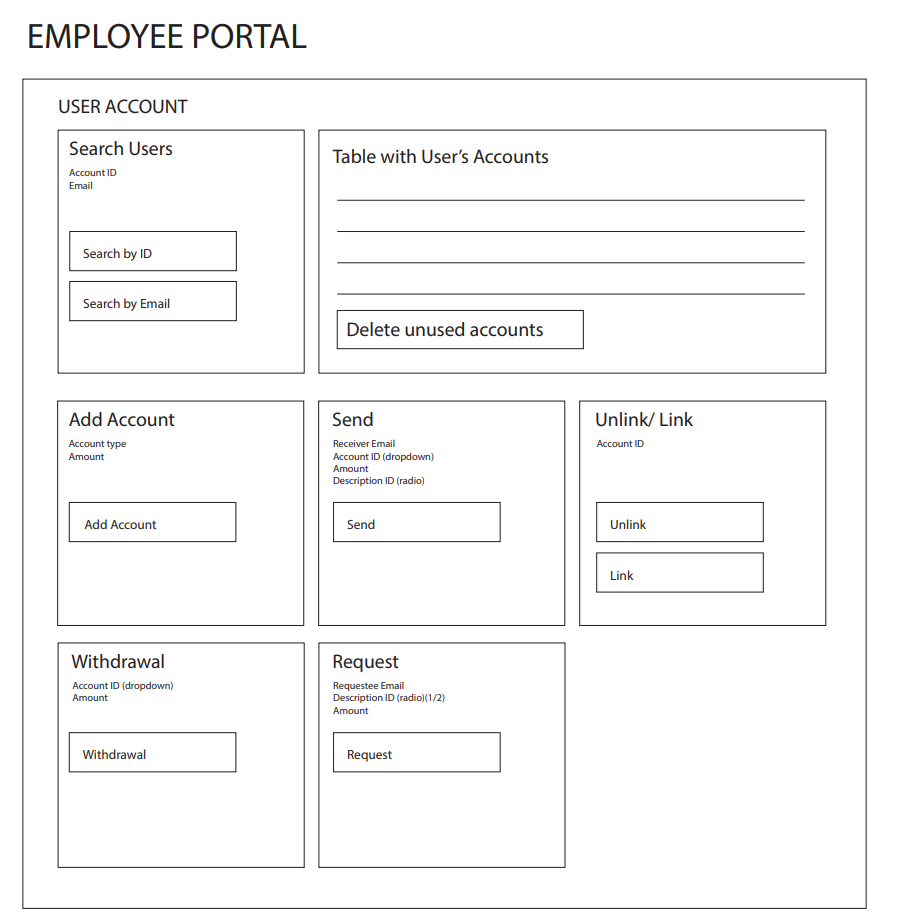 EMPLOYEE PORTAL
USER ACCOUNT
Search Users
Account ID
Email
Search by ID
Search by Email
Table with User's Accounts
Delete unused accounts
Add Account
Account type
Amount
Add Account
Send
Receiver Email
Account ID (dropdown)
Amount
Description ID (radio)
Send
Unlink/ Link
Account ID
Unlink
Link
Withdrawal
Account ID (dropdown)
Amount
Withdrawal
Request
Requestee Email
Description ID (radio)(1/2)
Amount
Request